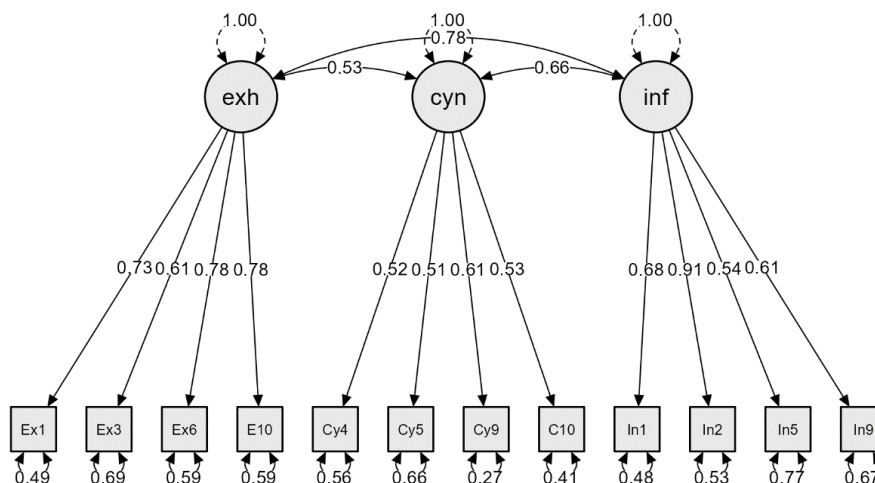 1.00 1.00 1.00
0.78
0.53 0.66
exh cyn inf
0.73 0.61 0.78 0.78 0.52 0.51 0.61 0.53 0.68 0.91 0.54 0.61
Ex1 Ex3 Ex6 E10 Cy4 Cy5 Cy9 C10 In1 In2 In5 In9
0.49 0.69 0.59 0.59 0.56 0.66 0.27 0.41 0.48 0.53 0.77 0.67